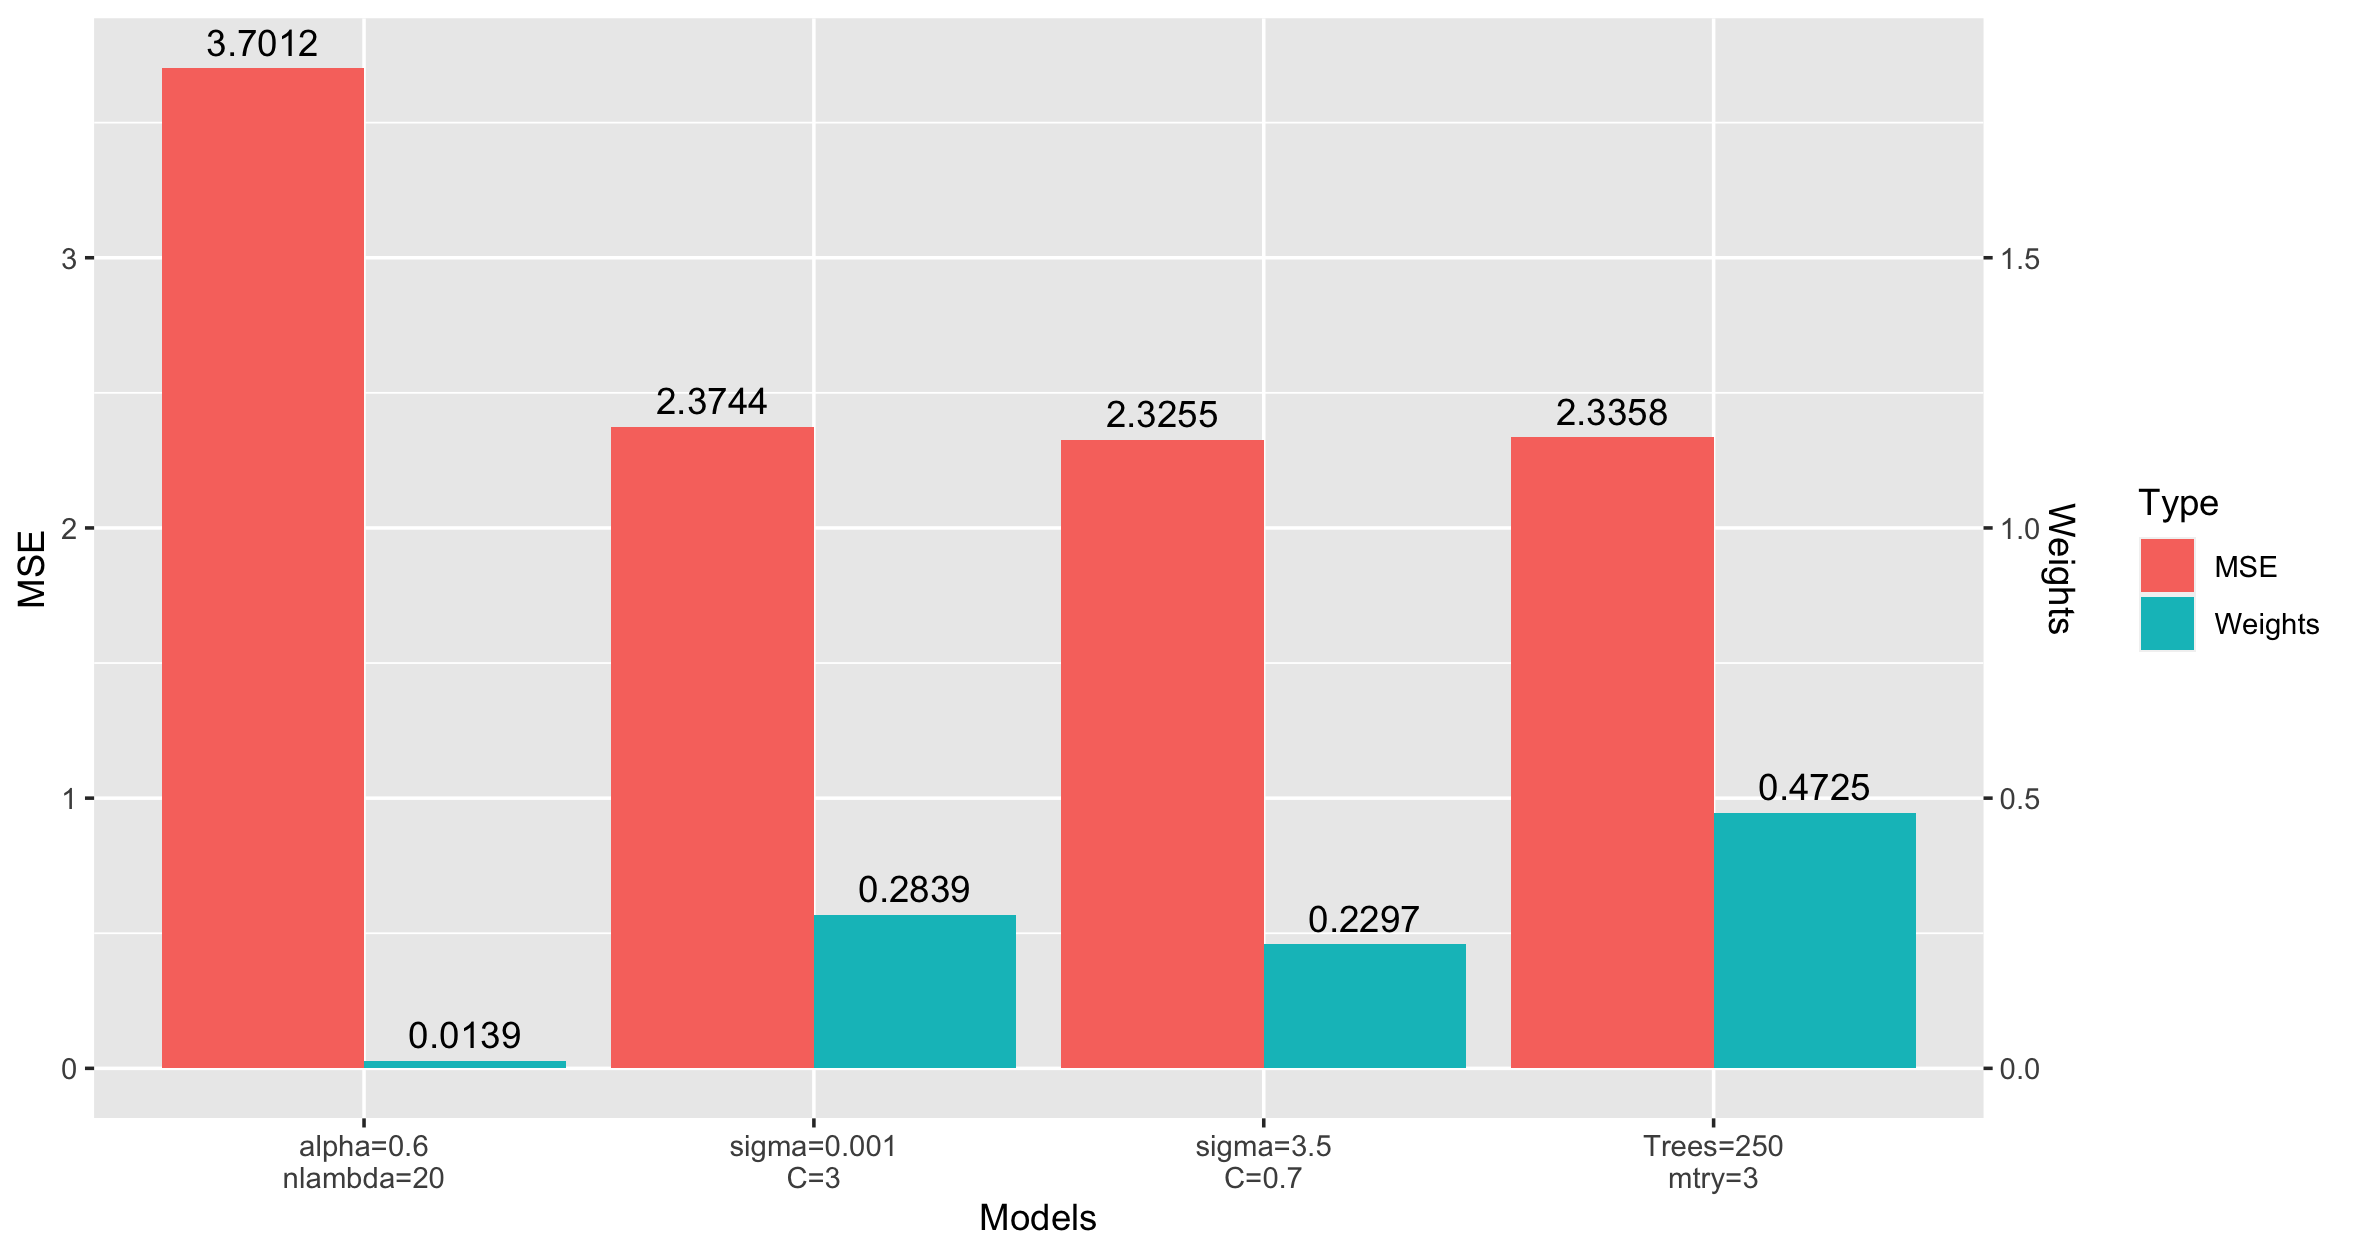 3.7012
2.3744
2.3255
2.3358
0.0139
0.2839
0.2297
0.4725
3
2
1
0
MSE
1.5
1.0
0.5
0.0
Weights
Type
MSE
Weights
alpha=0.6
nlambda=20
sigma=0.001
C=3
sigma=3.5
C=0.7
Trees=250
mtry=3
Models